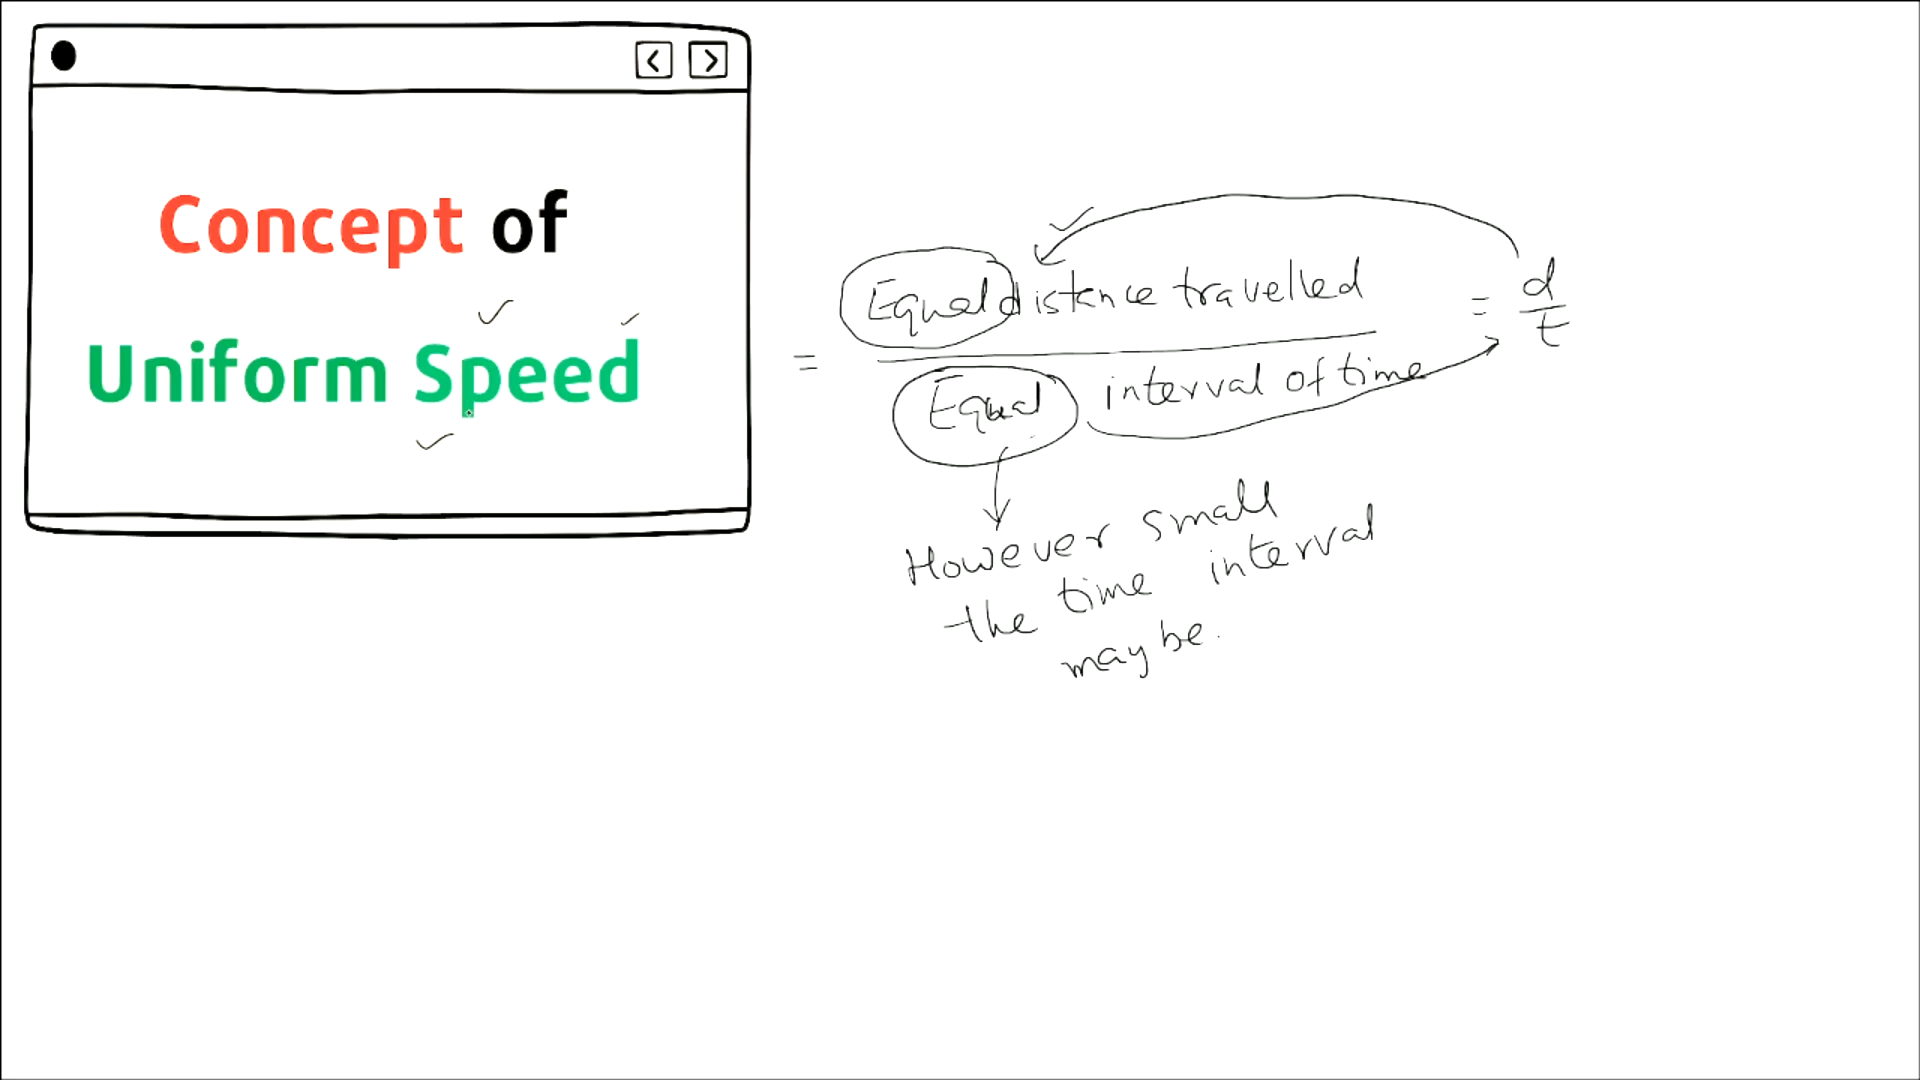 Concept of
Uniform Speed
= Equal distance travelled
Equal interval of time
= d
t
However small
the time interval
may be.